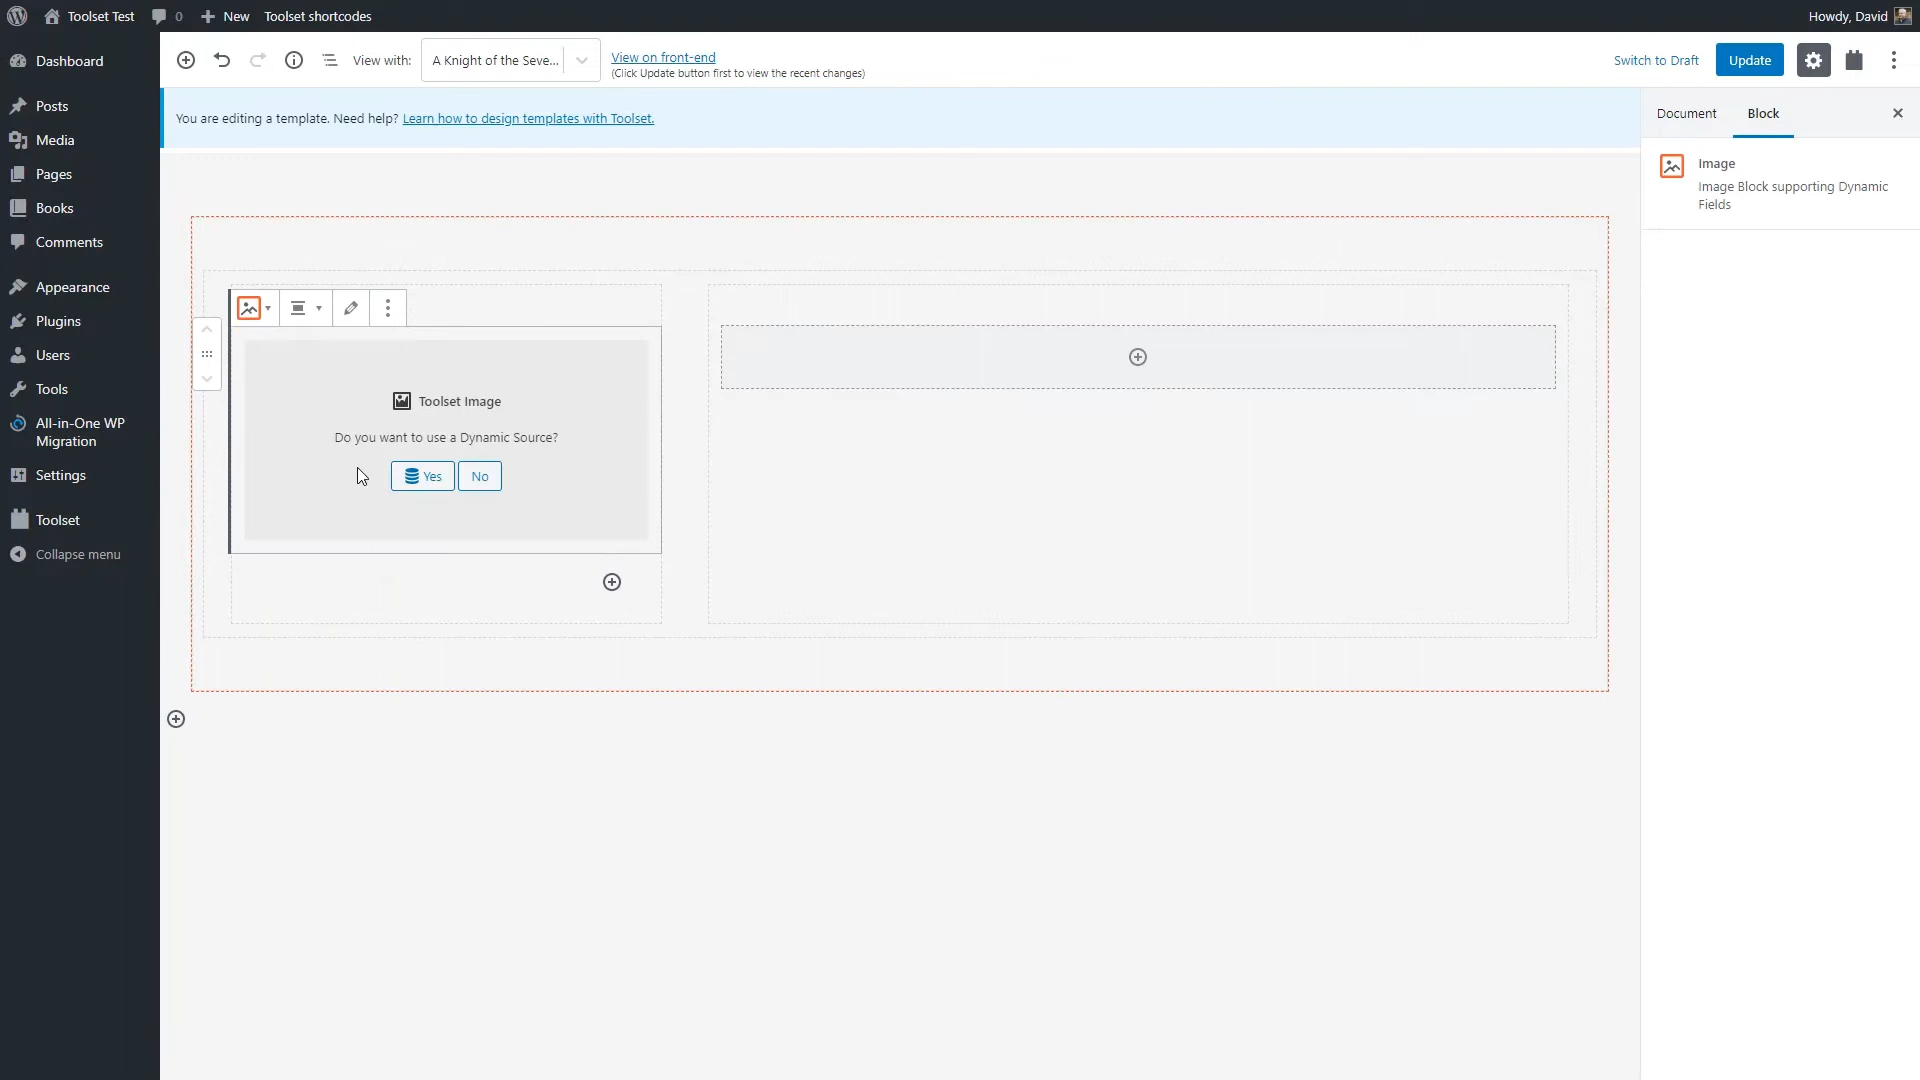 Toolset Test
0
New
Toolset shortcodes
Howdy, David
Dashboard
Posts
Media
Pages
Books
Comments
Appearance
Plugins
Users
Tools
All-in-One WP
Migration
Settings
Toolset
Collapse menu
View with:
A Knight of the Seve...
View on front-end
(Click Update button first to view the recent changes)
Switch to Draft
Update
You are editing a template. Need help? Learn how to design templates with Toolset.
Toolset Image
Do you want to use a Dynamic Source?
Yes
No
Document
Block
Image
Image Block supporting Dynamic
Fields